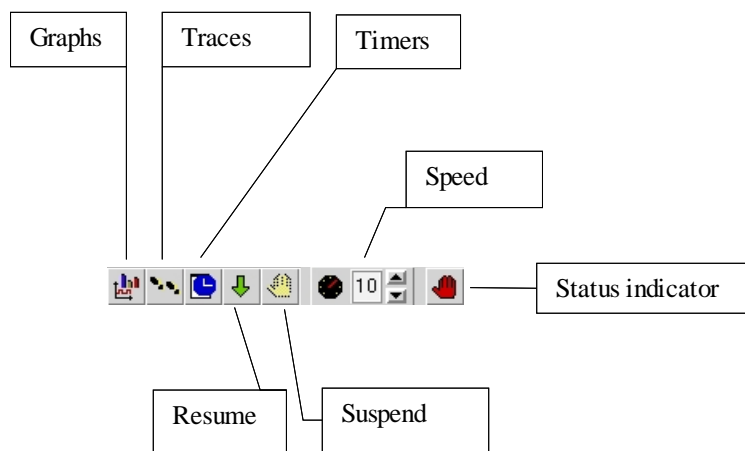 Graphs
Traces
Timers
Speed
10
Status indicator
Resume
Suspend